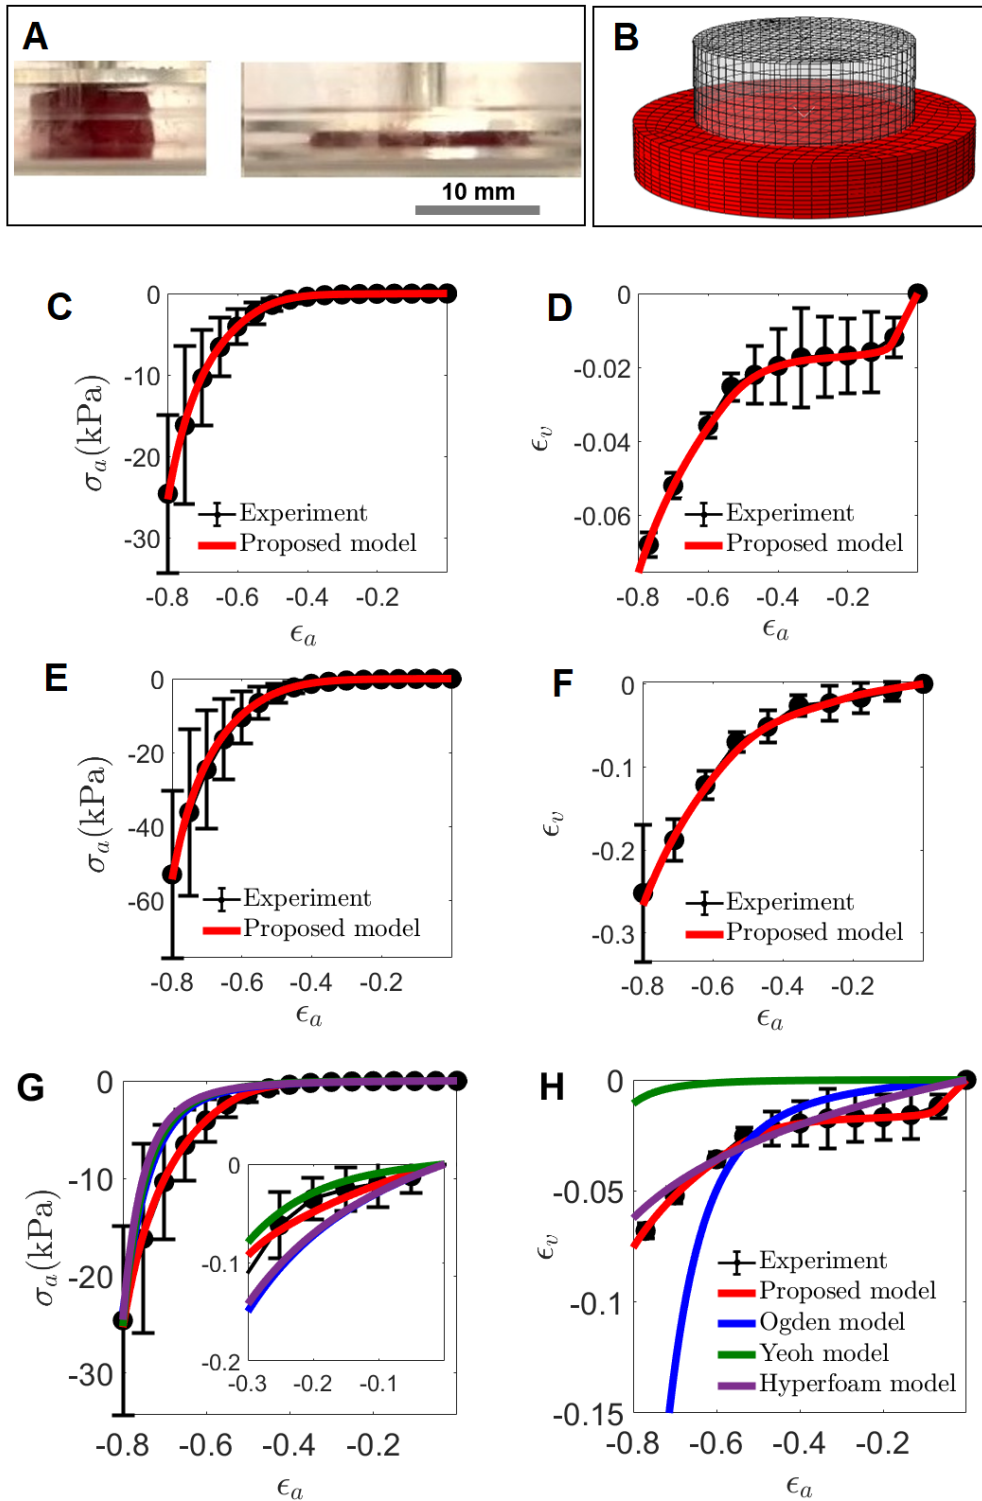 A
B
10 mm
C
D
0
-10
-20
-30
σₐ(kPa)
Experiment
Proposed model
-0.8 -0.6 -0.4 -0.2
ϵₐ
0
-0.02
-0.04
-0.06
ϵᵥ
Experiment
Proposed model
-0.8 -0.6 -0.4 -0.2
ϵₐ
E
F
0
-20
-40
-60
σₐ(kPa)
Experiment
Proposed model
-0.8 -0.6 -0.4 -0.2
ϵₐ
0
-0.1
-0.2
-0.3
ϵᵥ
Experiment
Proposed model
-0.8 -0.6 -0.4 -0.2
ϵₐ
G
H
0
-10
-20
-30
σₐ(kPa)
0
-0.1
-0.2
-0.3 -0.2 -0.1
-0.8 -0.6 -0.4 -0.2
ϵₐ
0
-0.05
-0.1
-0.15
ϵᵥ
Experiment
Proposed model
Ogden model
Yeoh model
Hyperfoam model
-0.8 -0.6 -0.4 -0.2
ϵₐ